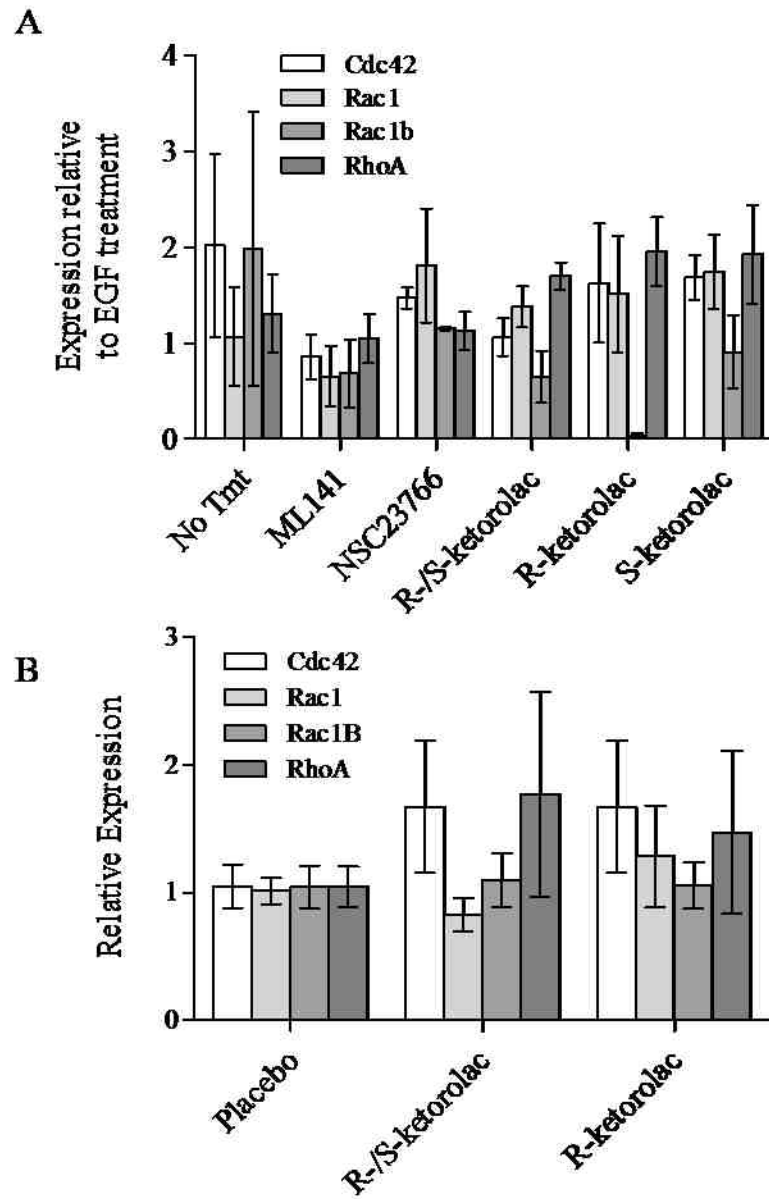 A
Expression relative
to EGF treatment
4
3
2
1
0
Cdc42
Rac1
Rac1b
RhoA
No Tmt
ML141
NSC23766
R-/S-ketorolac
R-ketorolac
S-ketorolac
B
Relative Expression
3
2
1
0
Cdc42
Rac1
Rac1B
RhoA
Placebo
R-/S-ketorolac
R-ketorolac